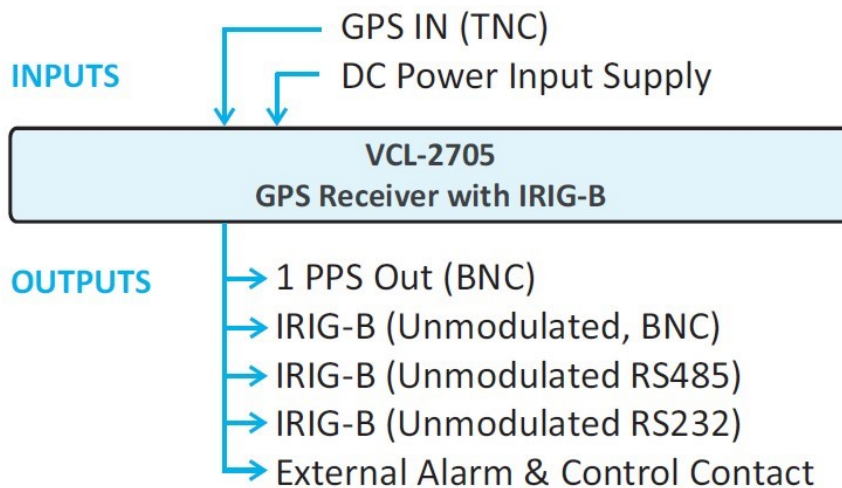 GPS IN (TNC)
INPUTS
DC Power Input Supply
VCL-2705
GPS Receiver with IRIG-B
OUTPUTS
1 PPS Out (BNC)
IRIG-B (Unmodulated, BNC)
IRIG-B (Unmodulated RS485)
IRIG-B (Unmodulated RS232)
External Alarm & Control Contact